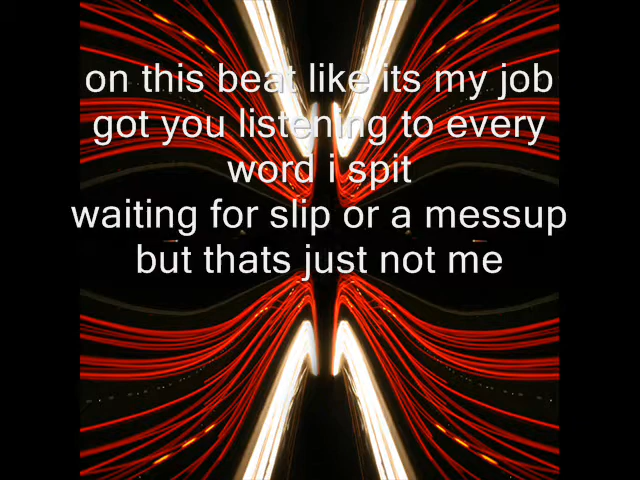 on this beat like its my job
got you listening to every
word i spit
waiting for slip or a messup
but thats just not me